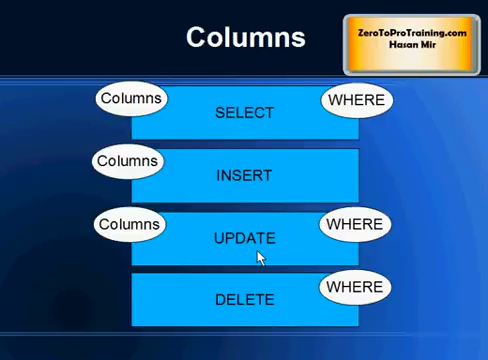 Columns
ZeroToProTraining.com
Hasan Mir
Columns
WHERE
SELECT
Columns
INSERT
Columns
WHERE
UPDATE
WHERE
DELETE